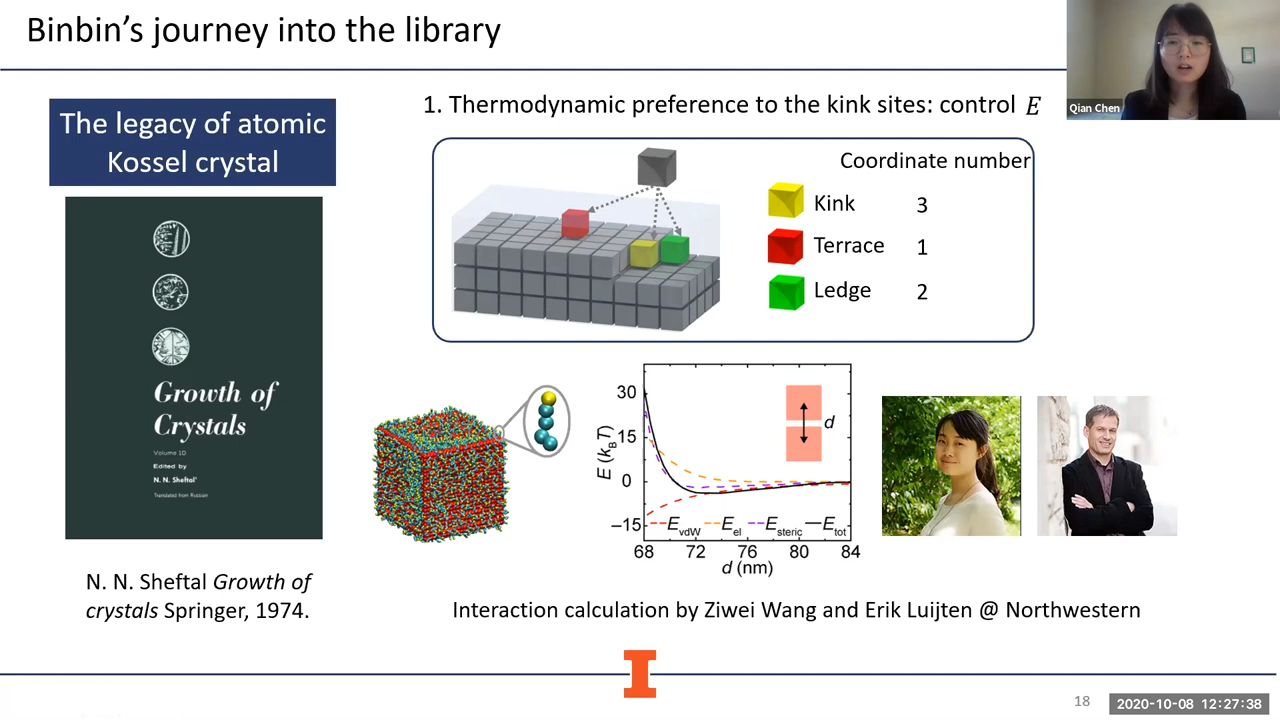 Binbin’s journey into the library
Qian Chen
The legacy of atomic
Kossel crystal
Growth of
Crystals
Volume 10
Edited by
N. N. Sheftal'
Translated from Russian
N. N. Sheftal Growth of
crystals Springer, 1974.
1. Thermodynamic preference to the kink sites: control E
Coordinate number
Kink 3
Terrace 1
Ledge 2
E (kBT)
30
15
0
−15
d
EvdW Eel Esteric Etot
68 72 76 80 84
d (nm)
Interaction calculation by Ziwei Wang and Erik Luijten @ Northwestern
I
18
2020-10-08 12:27:38